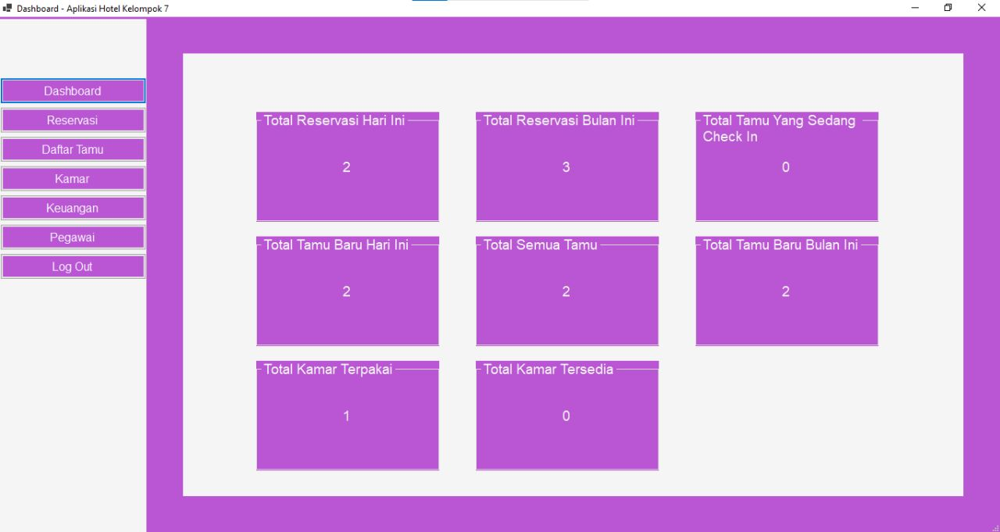 Dashboard - Aplikasi Hotel Kelompok 7
Dashboard
Reservasi
Daftar Tamu
Kamar
Keuangan
Pegawai
Log Out
Total Reservasi Hari Ini
2
Total Reservasi Bulan Ini
3
Total Tamu Yang Sedang
Check In
0
Total Tamu Baru Hari Ini
2
Total Semua Tamu
2
Total Tamu Baru Bulan Ini
2
Total Kamar Terpakai
1
Total Kamar Tersedia
0